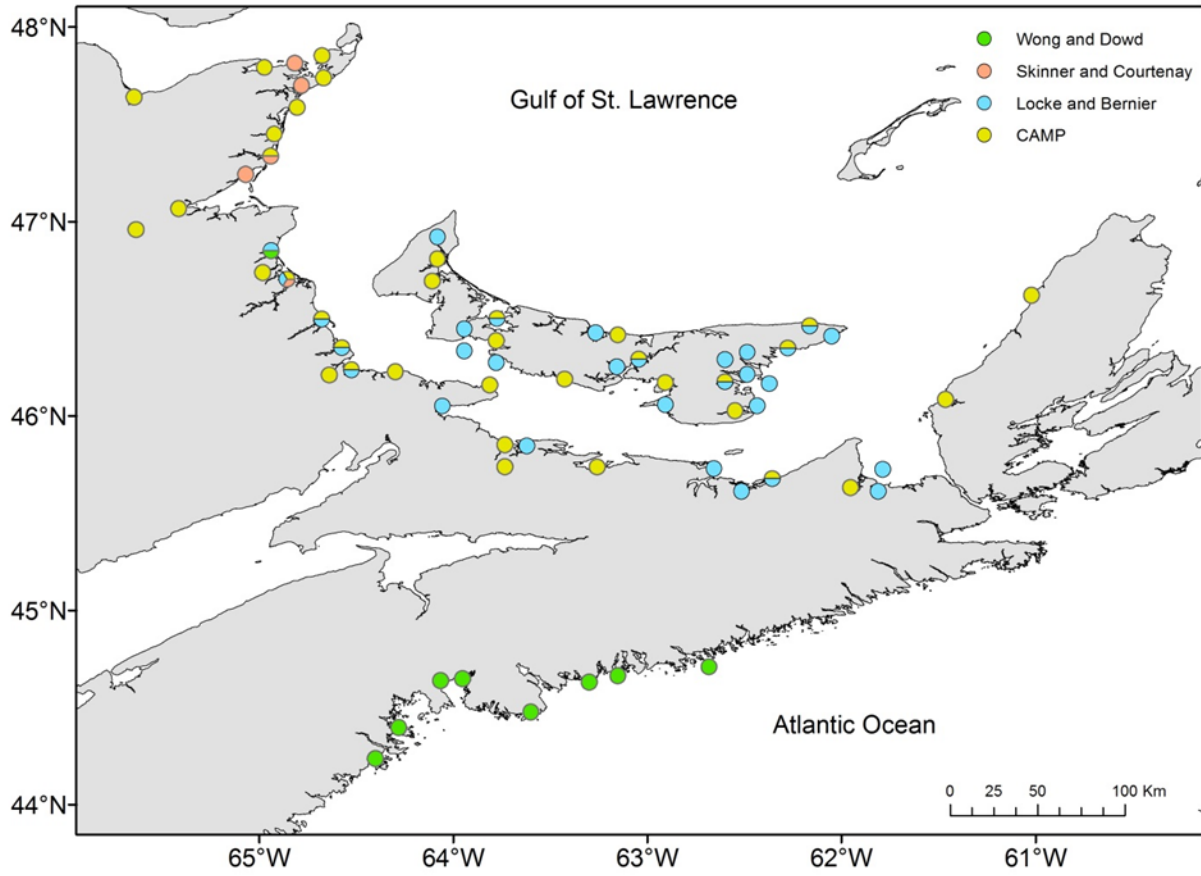 48°N
47°N
46°N
45°N
44°N
65°W
64°W
63°W
62°W
61°W
Gulf of St. Lawrence
Wong and Dowd
Skinner and Courtenay
Locke and Bernier
CAMP
Atlantic Ocean
0 25 50 100 Km